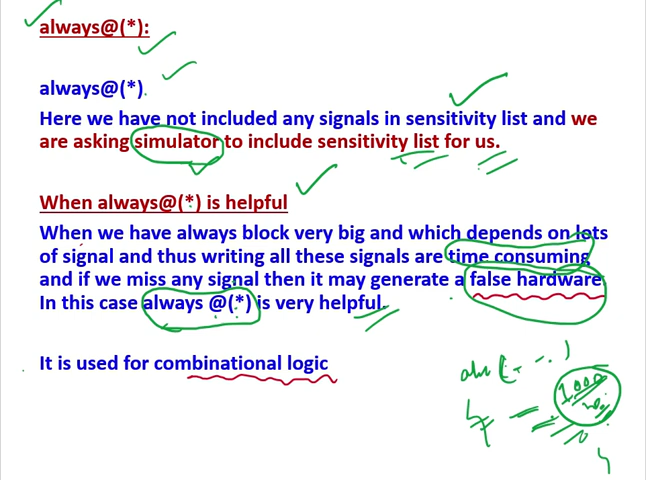 always@(*):
always@(*).
Here we have not included any signals in sensitivity list and we
are asking simulator to include sensitivity list for us.
When always@(*) is helpful
When we have always block very big and which depends on lots
of signal and thus writing all these signals are time consuming
and if we miss any signal then it may generate a false hardware.
In this case always @(*) is very helpful.
It is used for combinational logic
1000